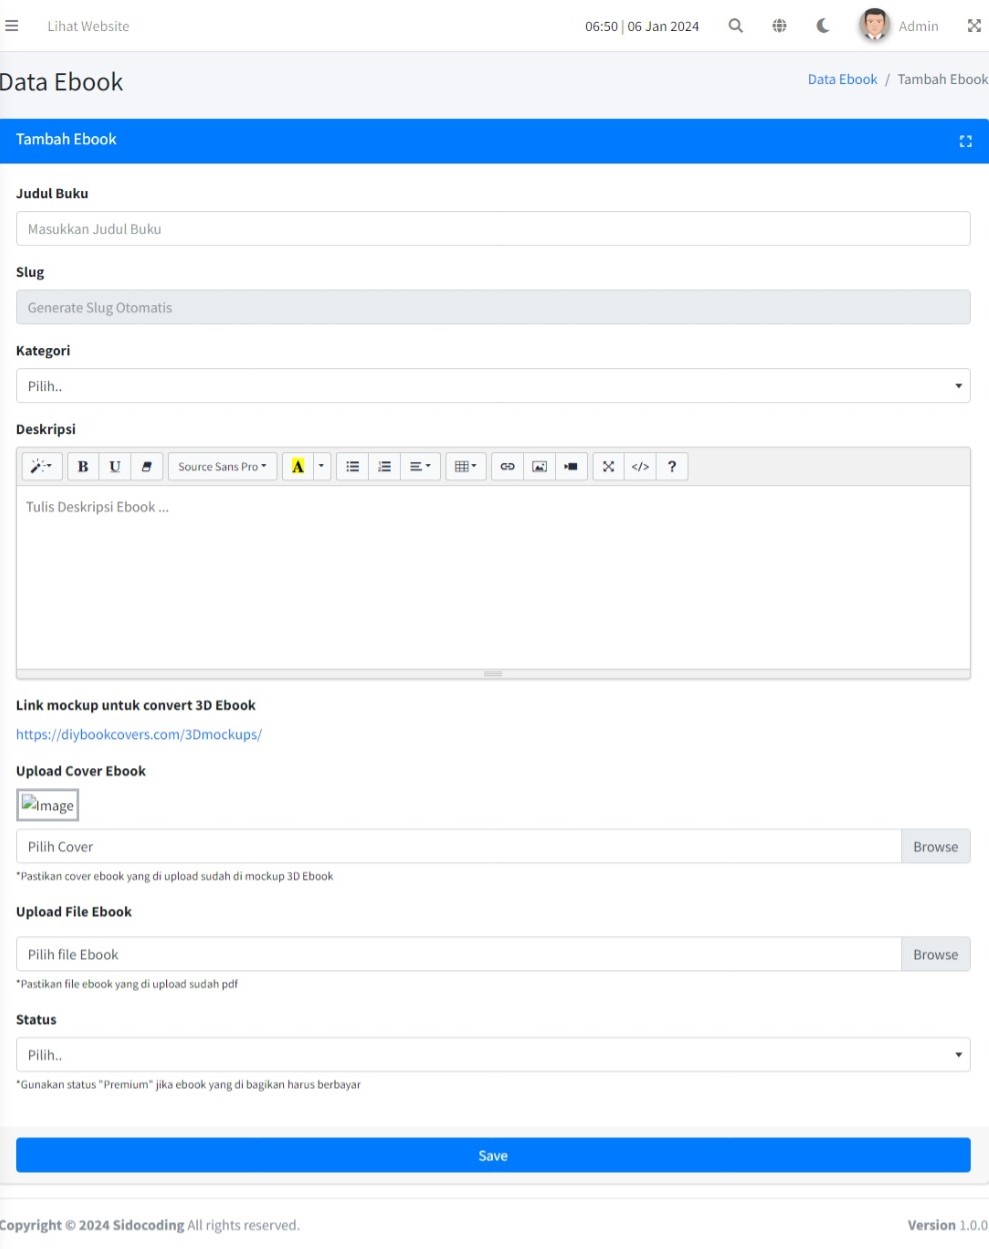 Lihat Website
06:50 | 06 Jan 2024
Admin
Data Ebook
Data Ebook / Tambah Ebook
Tambah Ebook
Judul Buku
Masukkan Judul Buku
Slug
Generate Slug Otomatis
Kategori
Pilih..
Deskripsi
B U Source Sans Pro A </> ?
Tulis Deskripsi Ebook ...
Link mockup untuk convert 3D Ebook
https://diybookcovers.com/3Dmockups/
Upload Cover Ebook
Image
Pilih Cover Browse
*Pastikan cover ebook yang di upload sudah di mockup 3D Ebook
Upload File Ebook
Pilih file Ebook Browse
*Pastikan file ebook yang di upload sudah pdf
Status
Pilih..
*Gunakan status "Premium" jika ebook yang di bagikan harus berbayar
Save
Copyright © 2024 Sidocoding All rights reserved.
Version 1.0.0